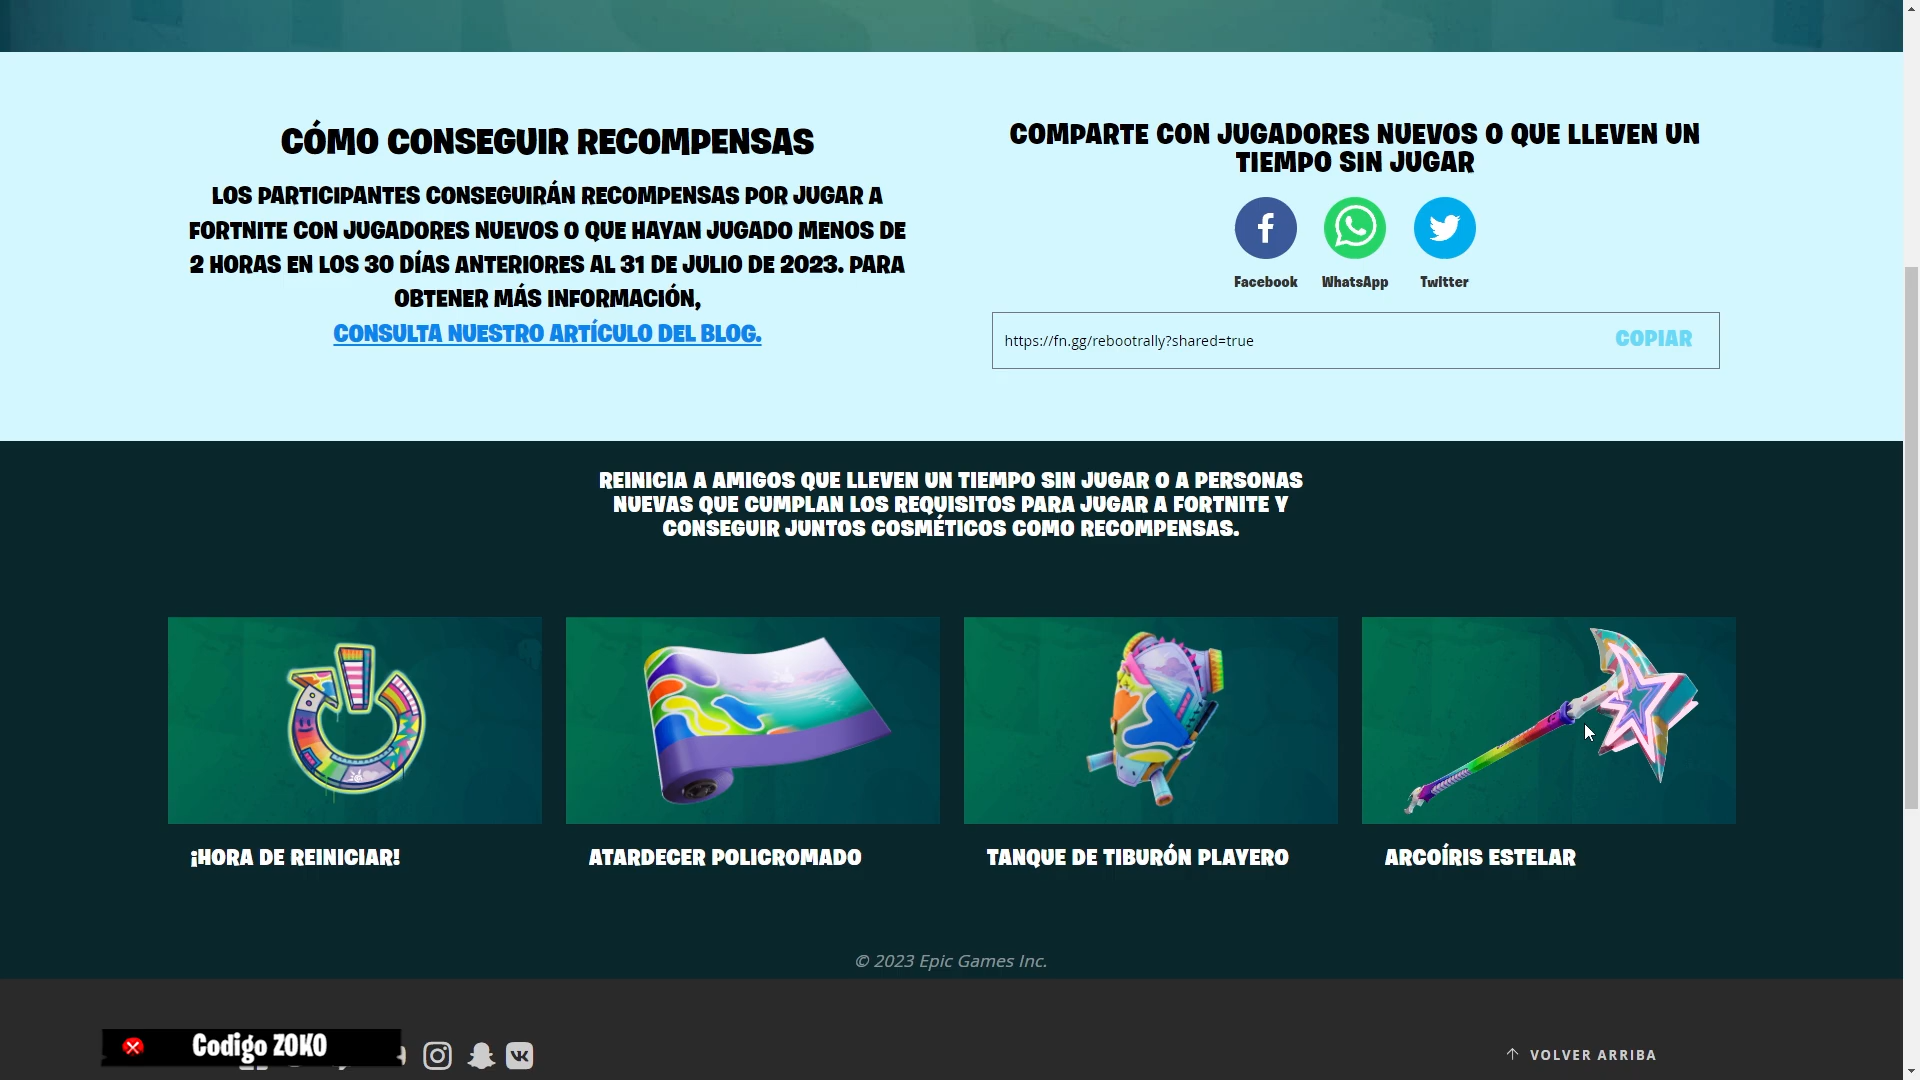 CÓMO CONSEGUIR RECOMPENSAS
LOS PARTICIPANTES CONSEGUIRÁN RECOMPENSAS POR JUGAR A
FORTNITE CON JUGADORES NUEVOS O QUE HAYAN JUGADO MENOS DE
2 HORAS EN LOS 30 DÍAS ANTERIORES AL 31 DE JULIO DE 2023. PARA
OBTENER MÁS INFORMACIÓN,
CONSULTA NUESTRO ARTÍCULO DEL BLOG.
COMPARTE CON JUGADORES NUEVOS O QUE LLEVEN UN
TIEMPO SIN JUGAR
Facebook WhatsApp Twitter
https://fn.gg/rebootrally?shared=true COPIAR
REINICIA A AMIGOS QUE LLEVEN UN TIEMPO SIN JUGAR O A PERSONAS
NUEVAS QUE CUMPLAN LOS REQUISITOS PARA JUGAR A FORTNITE Y
CONSEGUIR JUNTOS COSMÉTICOS COMO RECOMPENSAS.
¡HORA DE REINICIAR!
ATARDECER POLICROMADO
TANQUE DE TIBURÓN PLAYERO
ARCOÍRIS ESTELAR
© 2023 Epic Games Inc.
Codigo ZOKO
VOLVER ARRIBA